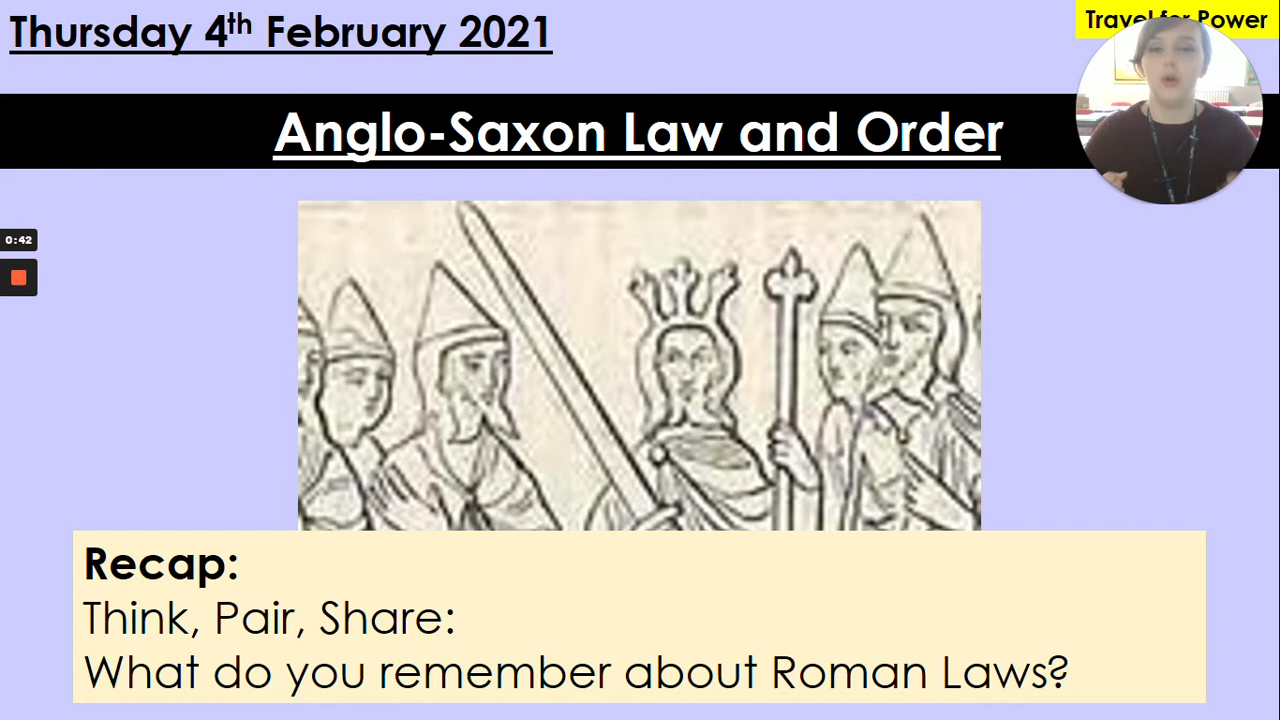 Thursday 4th February 2021
Travel for Power
Anglo-Saxon Law and Order
0:42
Recap:
Think, Pair, Share:
What do you remember about Roman Laws?